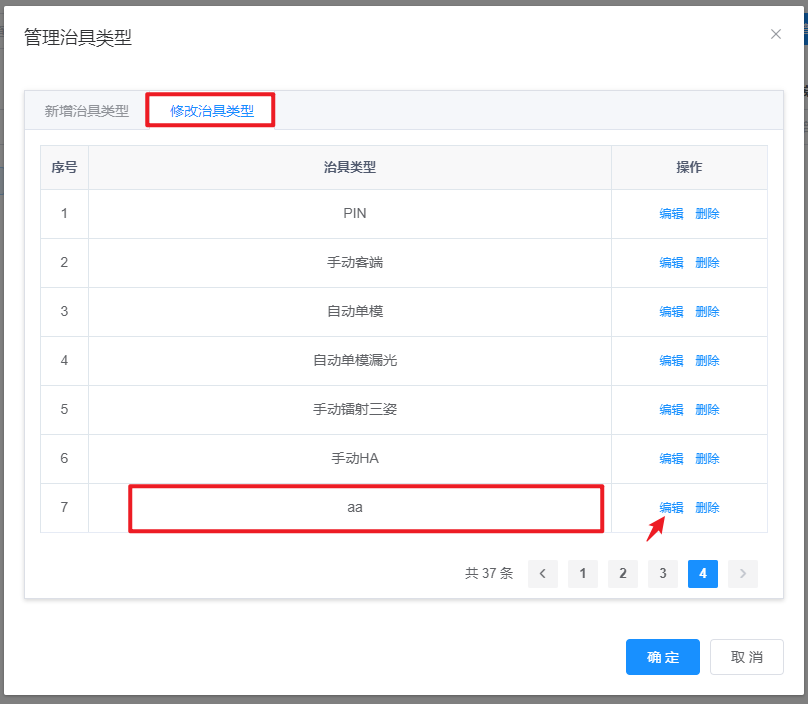 管理治具类型
新增治具类型 修改治具类型
序号 治具类型 操作
1 PIN 编辑 删除
2 手动客端 编辑 删除
3 自动单模 编辑 删除
4 自动单模漏光 编辑 删除
5 手动镭射三姿 编辑 删除
6 手动HA 编辑 删除
7 aa 编辑 删除
共 37 条 1 2 3 4
确定 取消